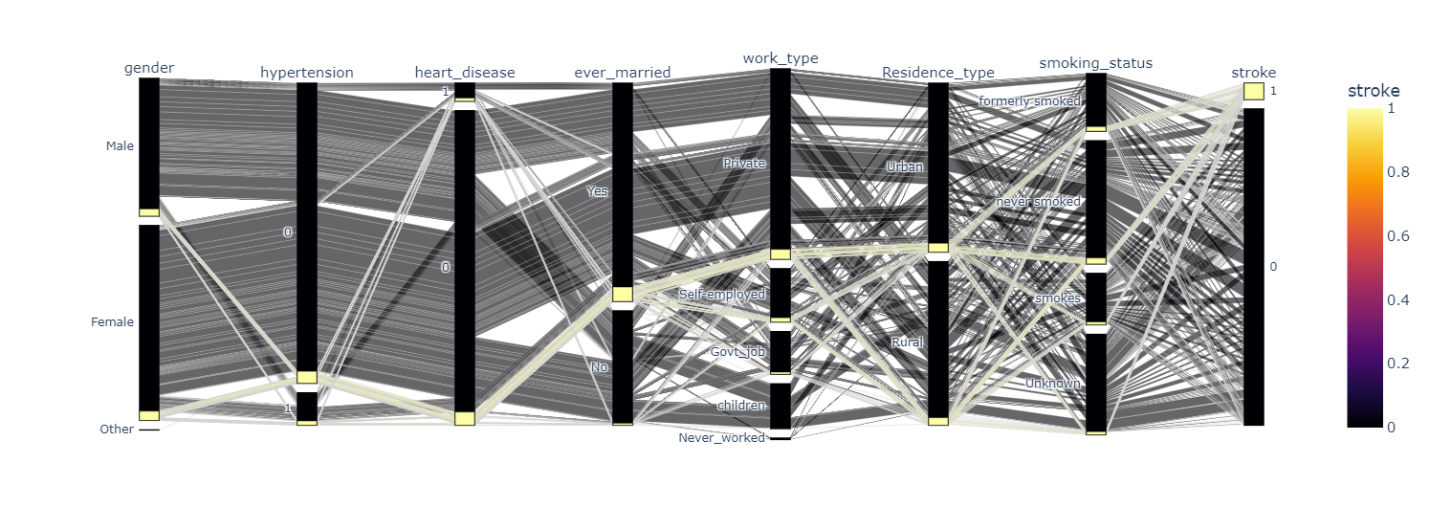 gender
hypertension
heart_disease
ever_married
work_type
Residence_type
smoking_status
stroke
stroke
Male
Female
Other
0
1
1
0
Yes
No
Private
Self-employed
Govt_job
children
Never_worked
Urban
Rural
formerly smoked
never smoked
smokes
Unknown
1
0
1
0.8
0.6
0.4
0.2
0